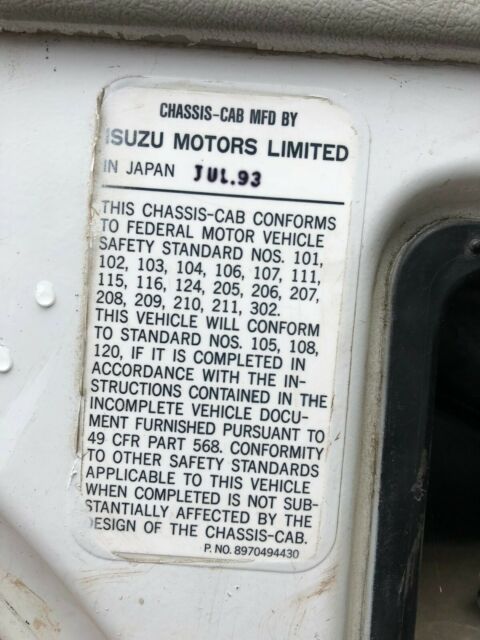 CHASSIS-CAB MFD BY
ISUZU MOTORS LIMITED
IN JAPAN JUL.93
THIS CHASSIS-CAB CONFORMS
TO FEDERAL MOTOR VEHICLE
SAFETY STANDARD NOS. 101,
102, 103, 104, 106, 107, 111,
115, 116, 124, 205, 206, 207,
208, 209, 210, 211, 302.
THIS VEHICLE WILL CONFORM
TO STANDARD NOS. 105, 108,
120, IF IT IS COMPLETED IN
ACCORDANCE WITH THE IN-
STRUCTIONS CONTAINED IN THE
INCOMPLETE VEHICLE DOCU-
MENT FURNISHED PURSUANT TO
49 CFR PART 568. CONFORMITY
TO OTHER SAFETY STANDARDS
APPLICABLE TO THIS VEHICLE
WHEN COMPLETED IS NOT SUB-
STANTIALLY AFFECTED BY THE
DESIGN OF THE CHASSIS-CAB.
P. NO. 8970494430